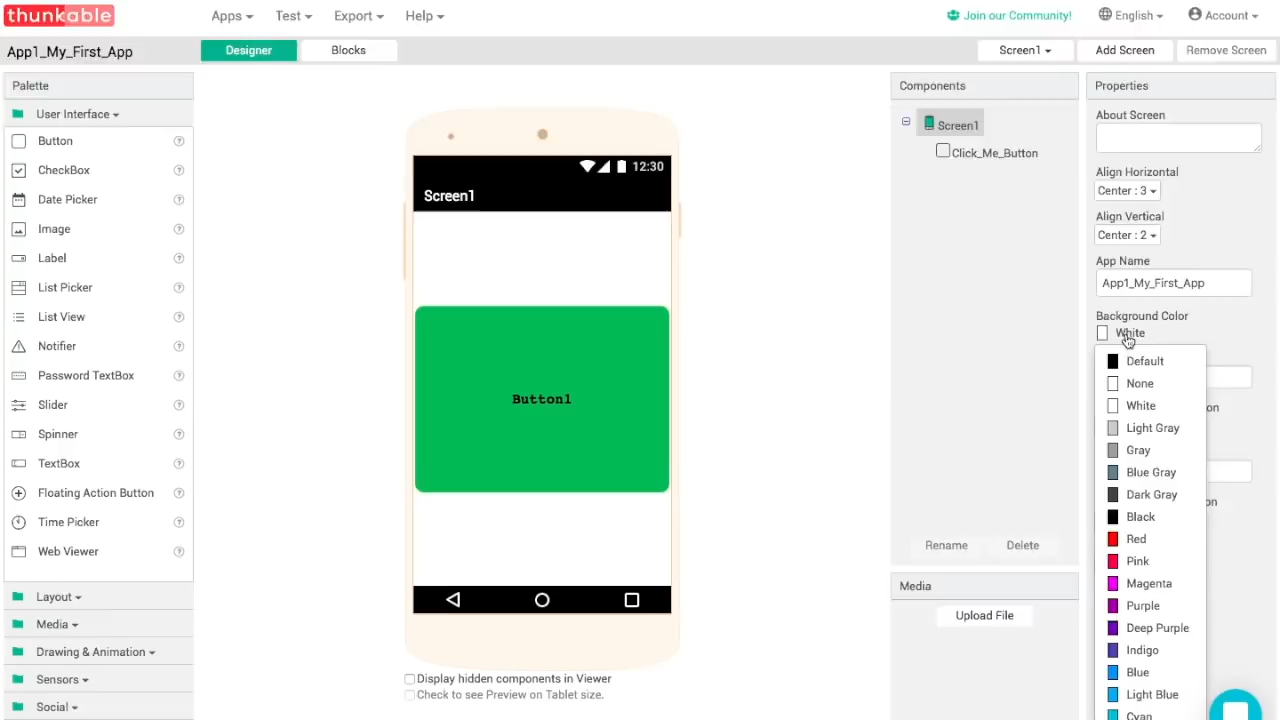 thunkable
Apps Test Export Help
Join our Community! English Account
App1_My_First_App
Designer Blocks
Screen1 Add Screen Remove Screen
Palette
User Interface
Button
CheckBox
Date Picker
Image
Label
List Picker
List View
Notifier
Password TextBox
Slider
Spinner
TextBox
Floating Action Button
Time Picker
Web Viewer
Layout
Media
Drawing & Animation
Sensors
Social
12:30
Screen1
Button1
Display hidden components in Viewer
Check to see Preview on Tablet size.
Components
Screen1
Click_Me_Button
Rename Delete
Media
Upload File
Properties
About Screen
Align Horizontal
Center : 3
Align Vertical
Center : 2
App Name
App1_My_First_App
Background Color
White
Default
None
White
Light Gray
Gray
Blue Gray
Dark Gray
Black
Red
Pink
Magenta
Purple
Deep Purple
Indigo
Blue
Light Blue
Cyan